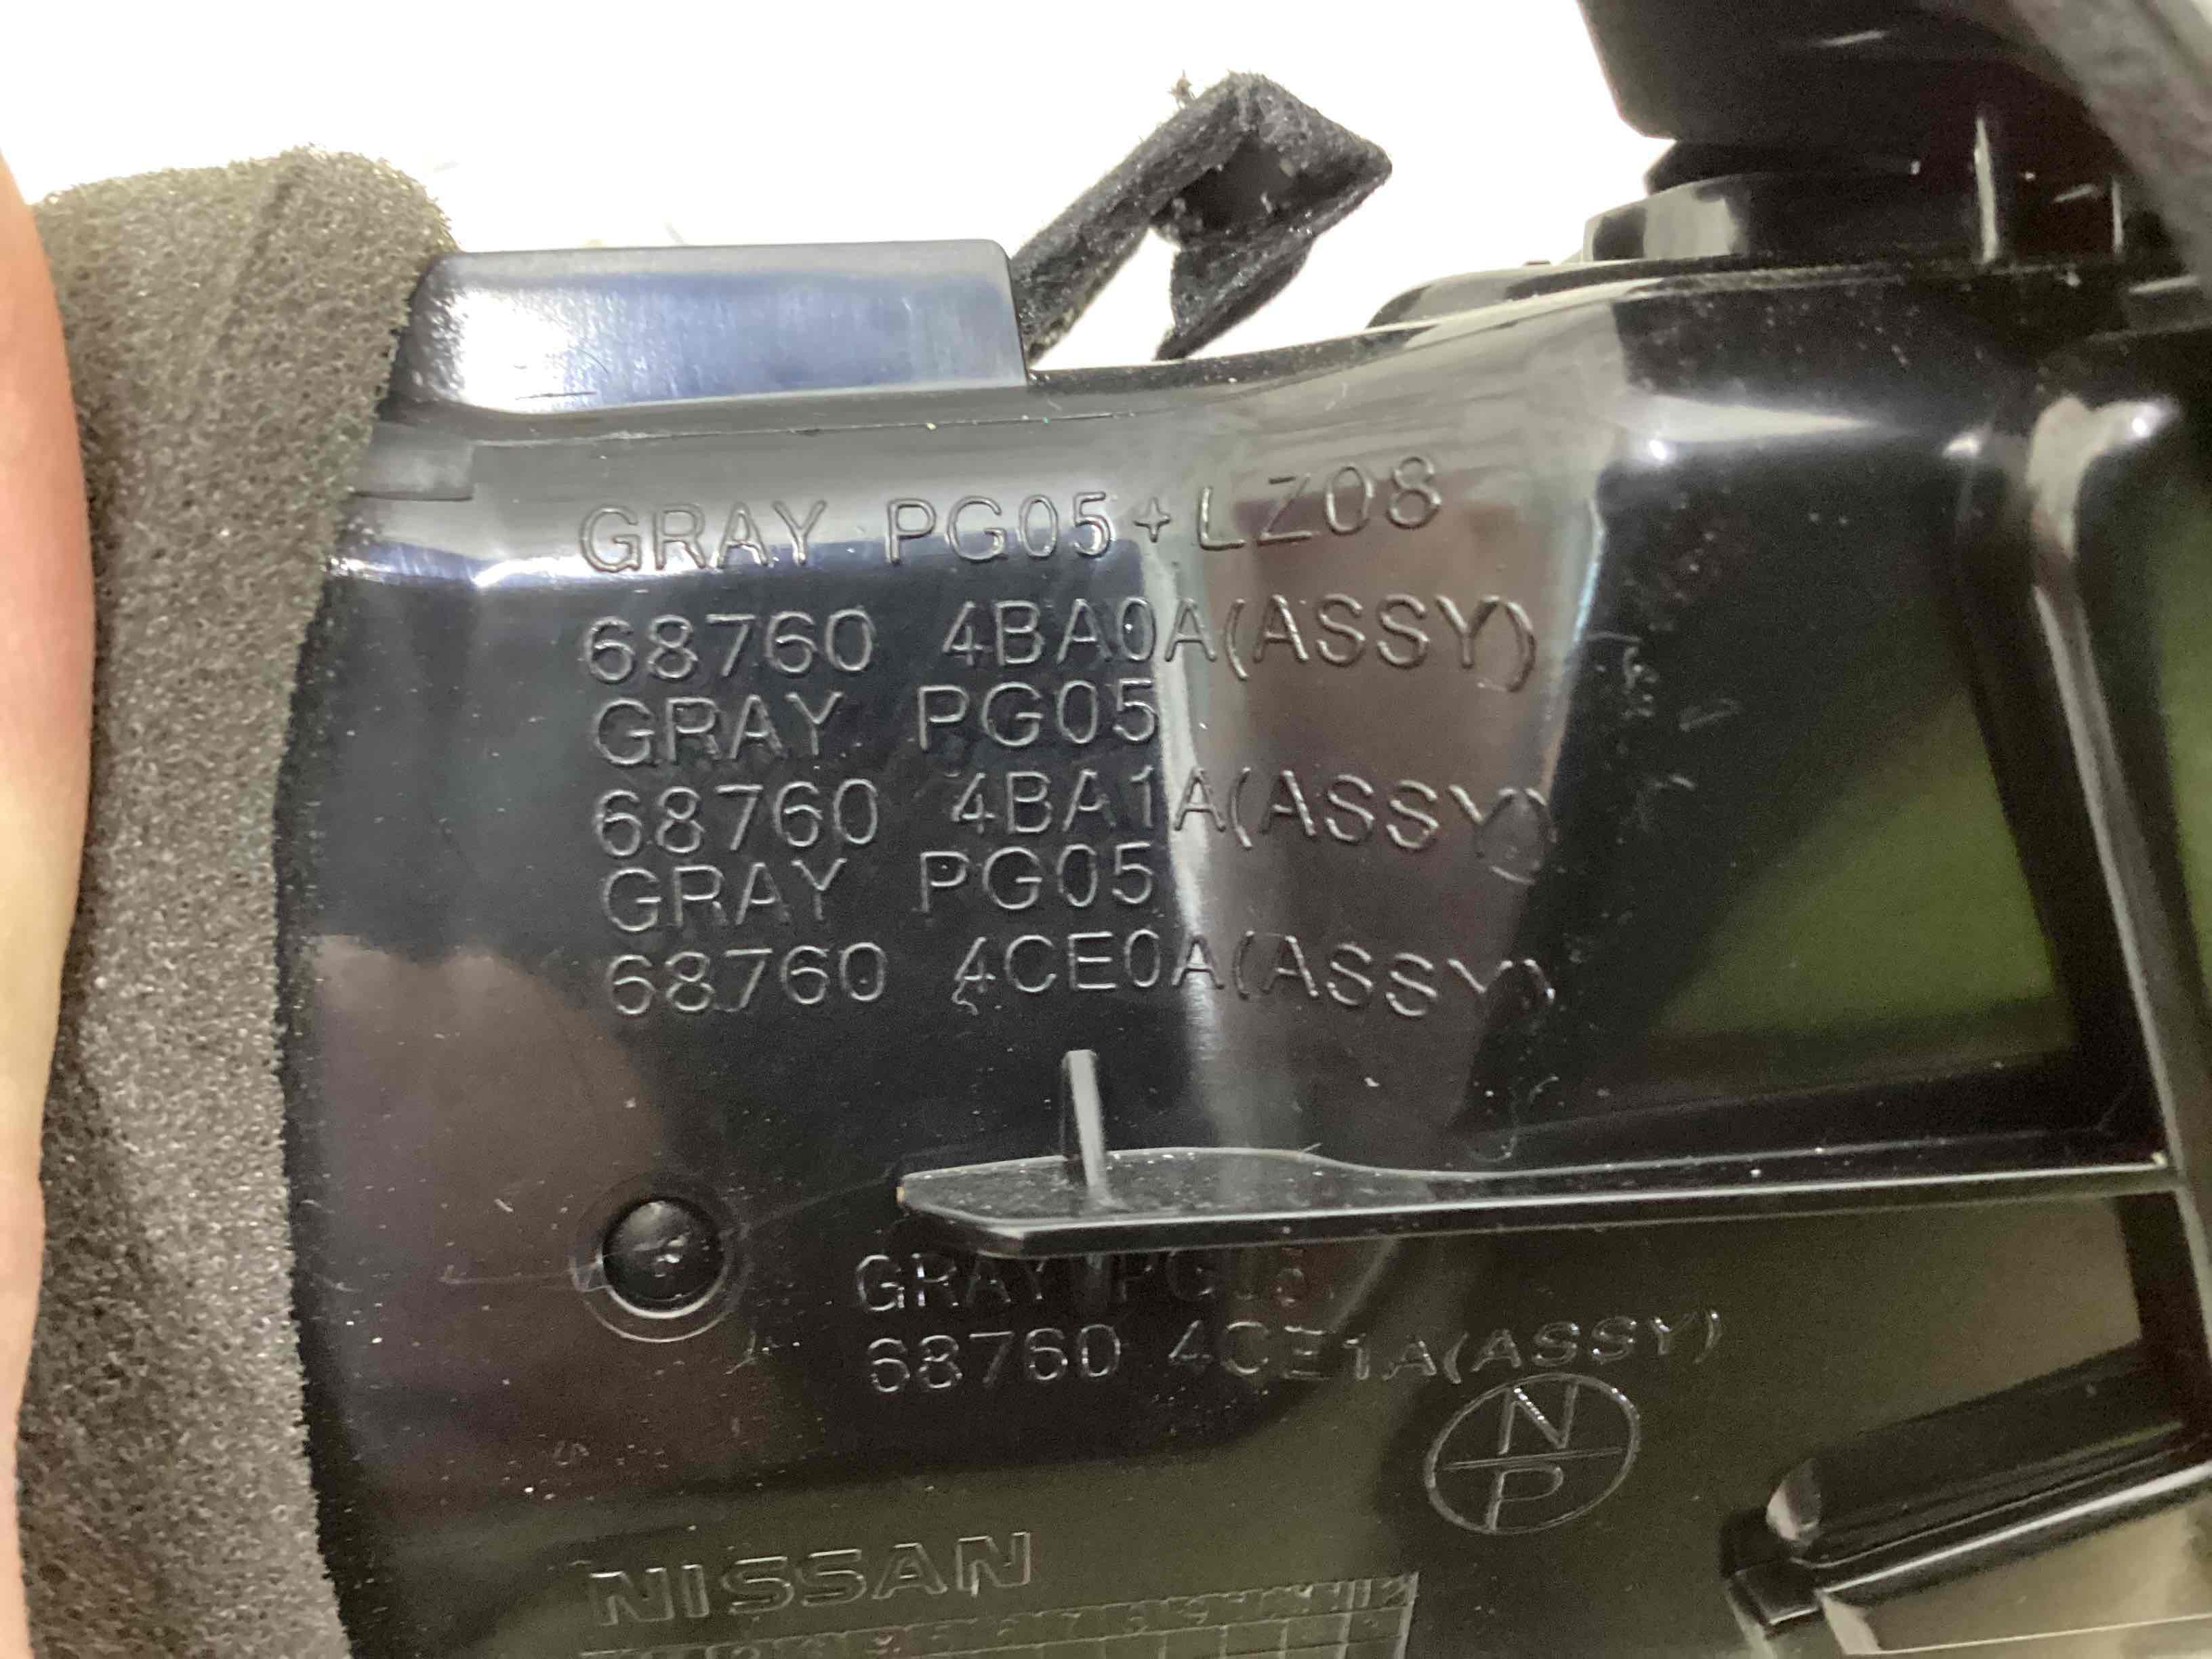 GRAY PG05+LZ08
68760 4BA0A(ASSY)
GRAY PG05
68760 4BA1A(ASSY)
GRAY PG05
68760 4CE0A(ASSY)
GRAY
68760 4CE1A(ASSY)
N
P
NISSAN